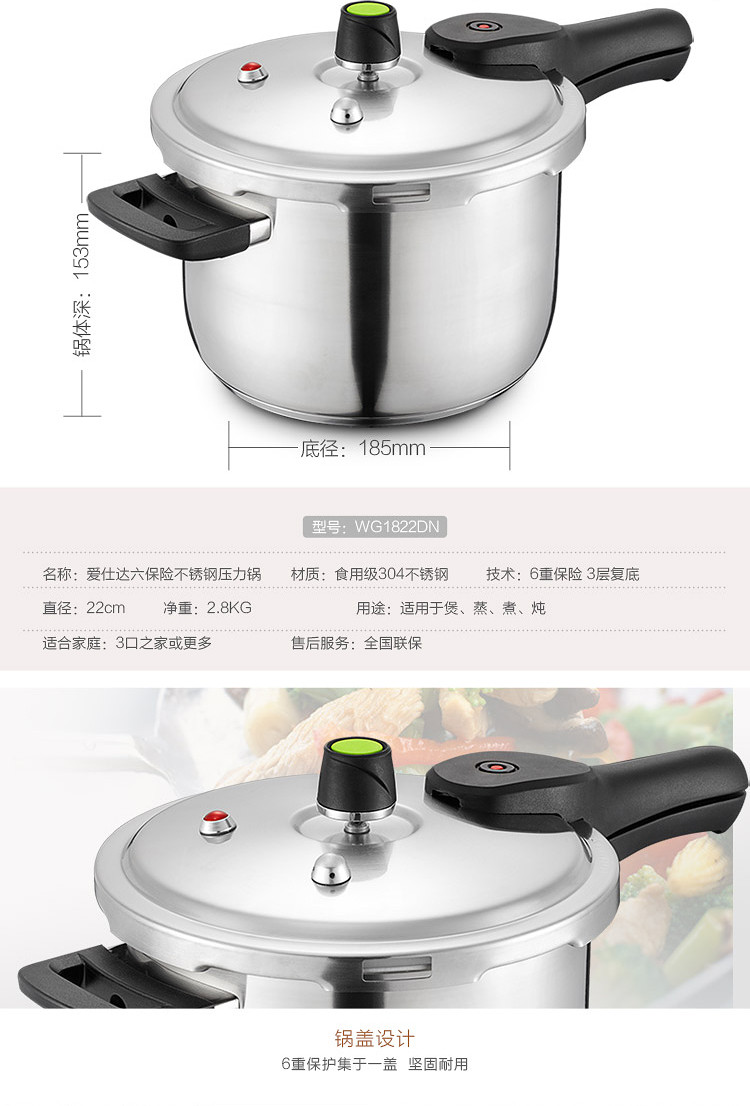 锅体深：153mm
底径：185mm
型号：WG1822DN
名称：爱仕达六保险不锈钢压力锅 材质：食用级304不锈钢 技术：6重保险 3层复底
直径：22cm 净重：2.8KG 用途：适用于煲、蒸、煮、炖
适合家庭：3口之家或更多 售后服务：全国联保
锅盖设计
6重保护集于一盖 坚固耐用